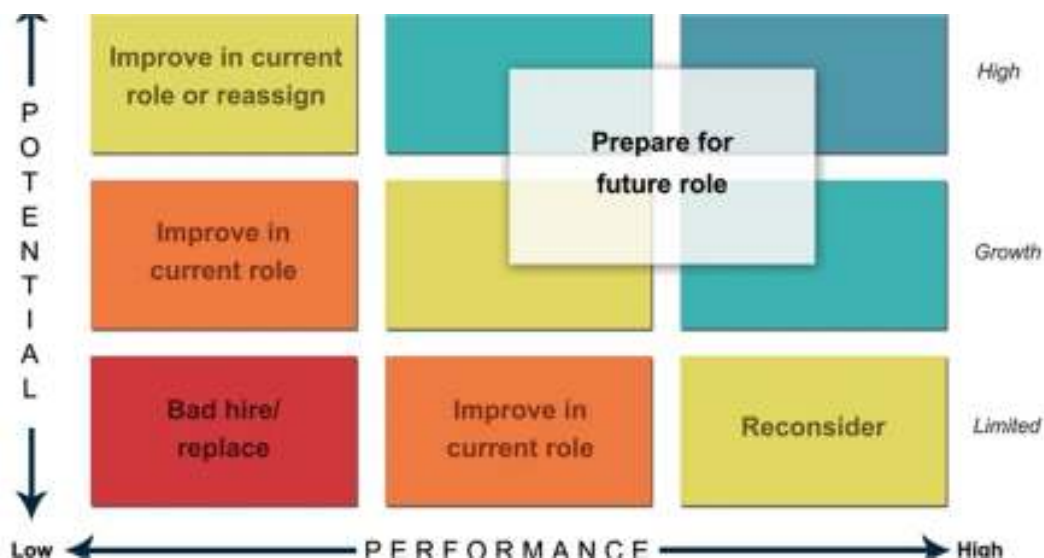 Improve in current
role or reassign
High
Prepare for
future role
POTENTIAL
Improve in
current role
Growth
Bad hire/
replace
Improve in
current role
Reconsider
Limited
Low
PERFORMANCE
High